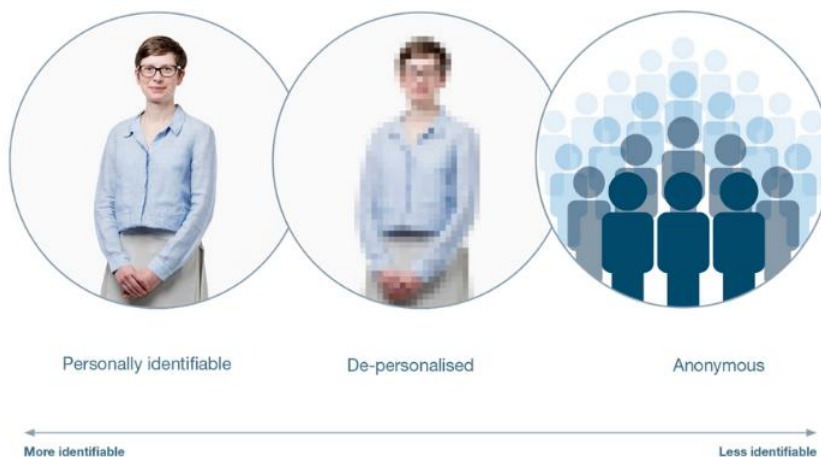 Personally identifiable
De-personalised
Anonymous
More identifiable
Less identifiable